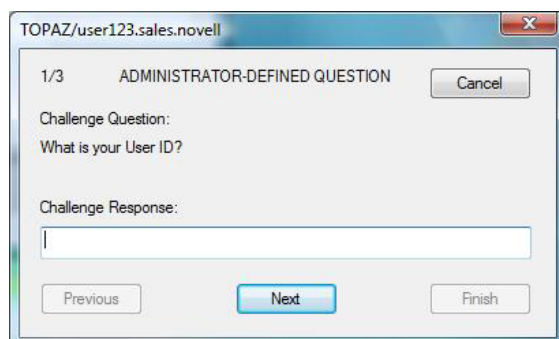 TOPAZ/user123.sales.novell
1/3 ADMINISTRATOR-DEFINED QUESTION
Cancel
Challenge Question:
What is your User ID?
Challenge Response:
Previous Next Finish